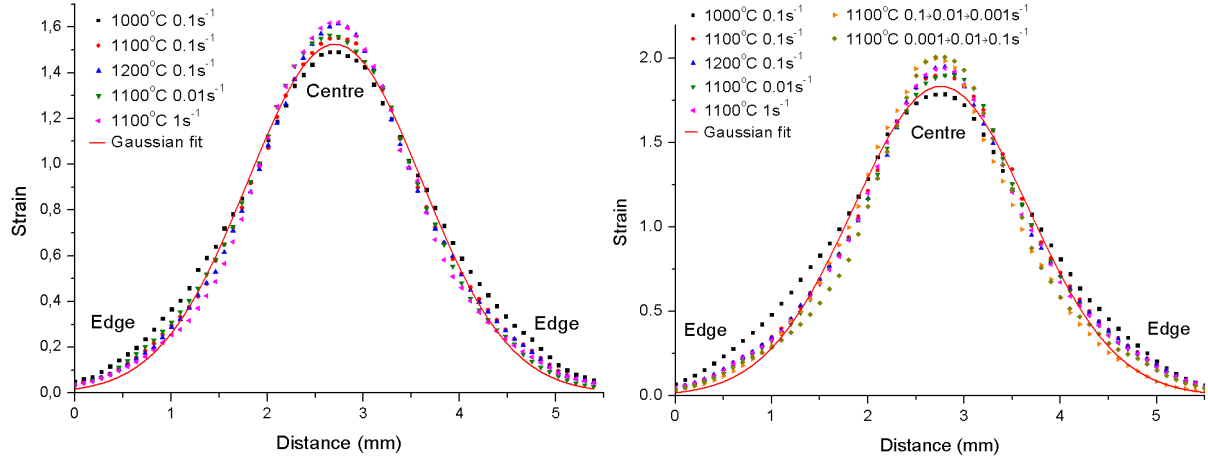 1,6
1,4
1,2
1,0
0,8
0,6
0,4
0,2
0,0
Strain
1000°C 0.1s⁻¹
1100°C 0.1s⁻¹
1200°C 0.1s⁻¹
1100°C 0.01s⁻¹
1100°C 1s⁻¹
Gaussian fit
Centre
Edge
Edge
0 1 2 3 4 5
Distance (mm)
2.0
1.5
1.0
0.5
0.0
Strain
1000°C 0.1s⁻¹
1100°C 0.1s⁻¹
1200°C 0.1s⁻¹
1100°C 0.01s⁻¹
1100°C 1s⁻¹
Gaussian fit
1100°C 0.1→0.01→0.001s⁻¹
1100°C 0.001→0.01→0.1s⁻¹
Centre
Edge
Edge
0 1 2 3 4 5
Distance (mm)